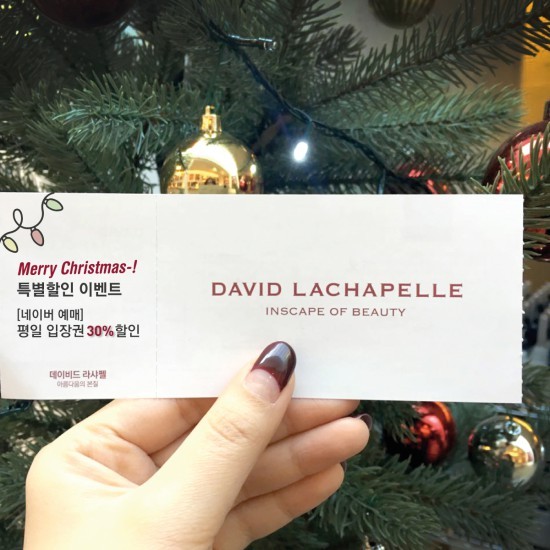 Merry Christmas-!
특별할인 이벤트
[네이버 예매]
평일 입장권 30%할인
데이비드 라샤펠
아름다움의 본질
DAVID LACHAPELLE
INSCAPE OF BEAUTY